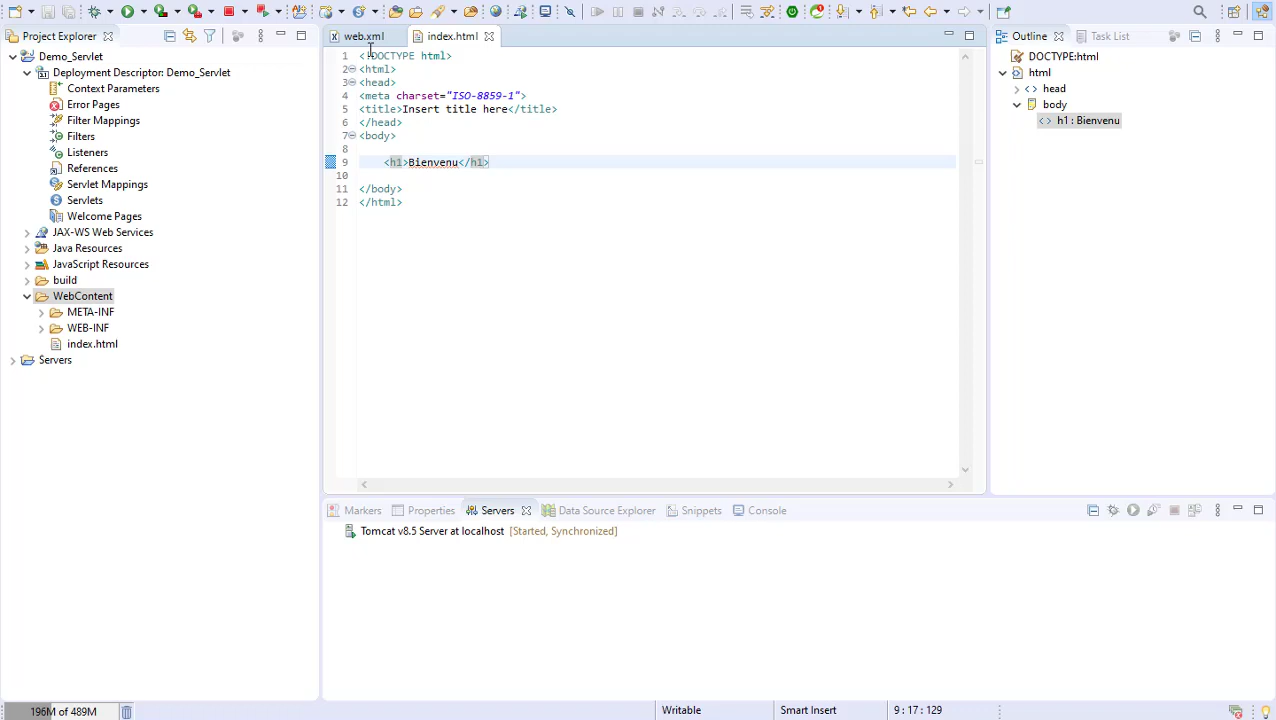 Project Explorer
web.xml
index.html
Outline
Task List
Demo_Servlet
Deployment Descriptor: Demo_Servlet
Context Parameters
Error Pages
Filter Mappings
Filters
Listeners
References
Servlet Mappings
Servlets
Welcome Pages
JAX-WS Web Services
Java Resources
JavaScript Resources
build
WebContent
META-INF
WEB-INF
index.html
Servers
1 <!DOCTYPE html>
2 <html>
3 <head>
4 <meta charset="ISO-8859-1">
5 <title>Insert title here</title>
6 </head>
7 <body>
8
9 <h1>Bienvenu</h1>
10
11 </body>
12 </html>
DOCTYPE:html
html
head
body
h1 : Bienvenu
Markers
Properties
Servers
Data Source Explorer
Snippets
Console
Tomcat v8.5 Server at localhost [Started, Synchronized]
196M of 489M
Writable
Smart Insert
9 : 17 : 129